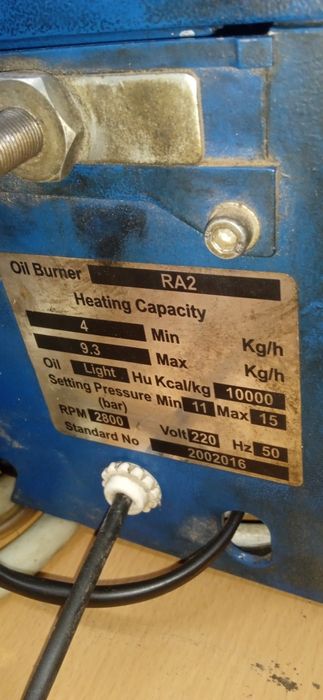 Oil Burner RA2
Heating Capacity
4 Min Kg/h
9.3 Max Kg/h
Oil Light Hu Kcal/kg 10000
Setting Pressure Min 11 Max 15
(bar)
RPM 2800 Volt 220 Hz 50
Standard No 2002016